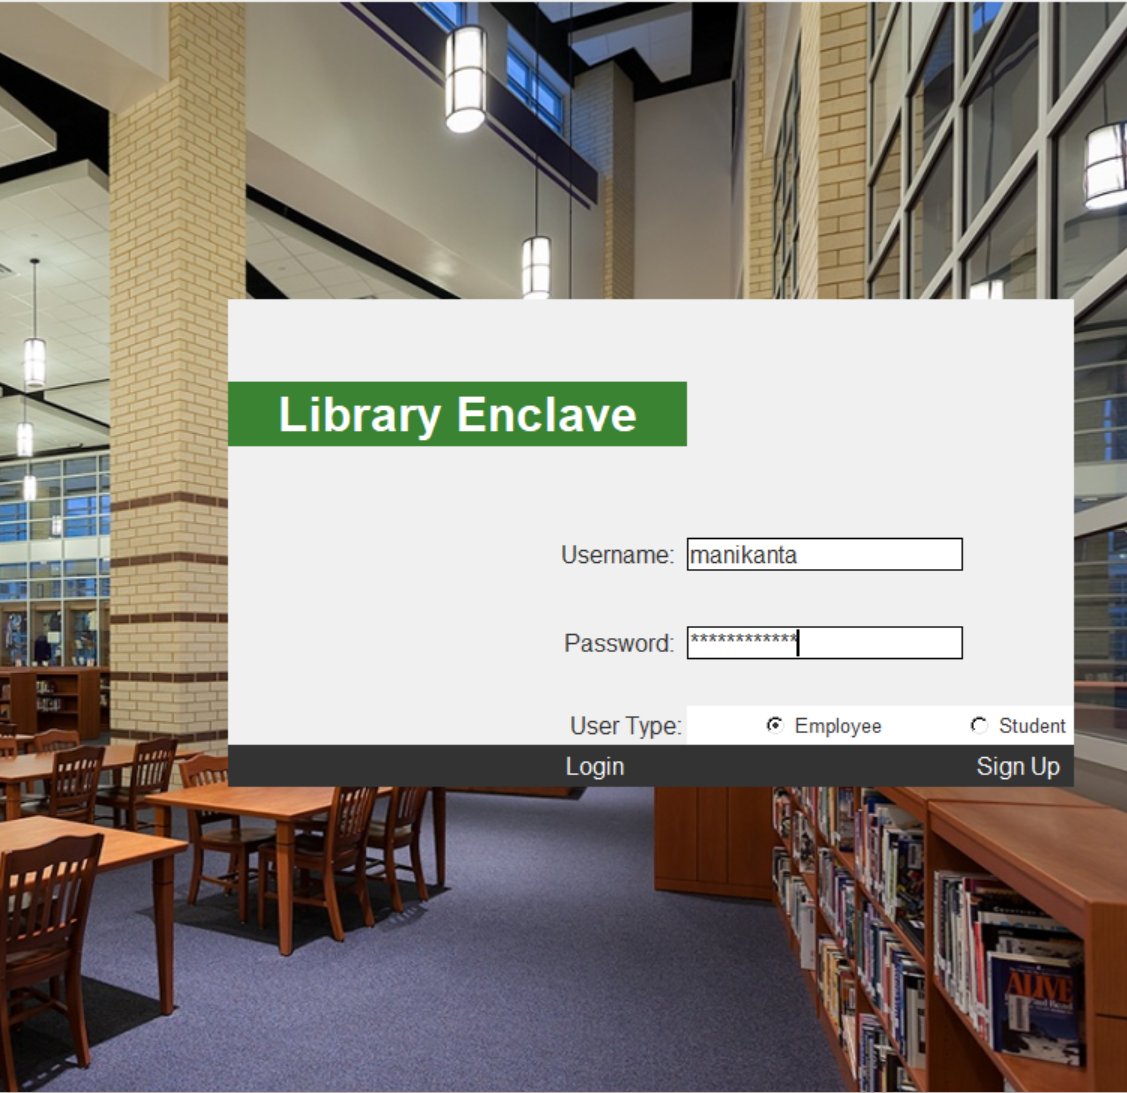 Library Enclave
Username: manikanta
Password: ************
User Type: Employee Student
Login Sign Up
ALIVE